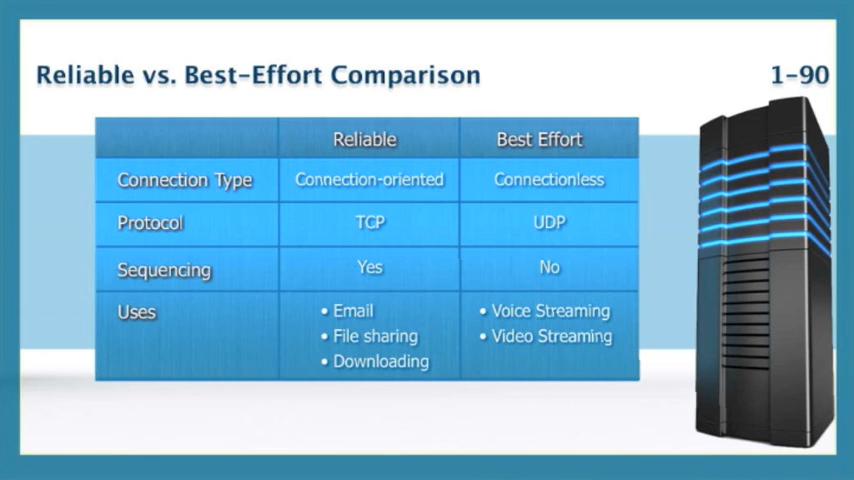 Reliable vs. Best-Effort Comparison
1-90
Reliable Best Effort
Connection Type Connection-oriented Connectionless
Protocol TCP UDP
Sequencing Yes No
Uses • Email • Voice Streaming
• File sharing • Video Streaming
• Downloading